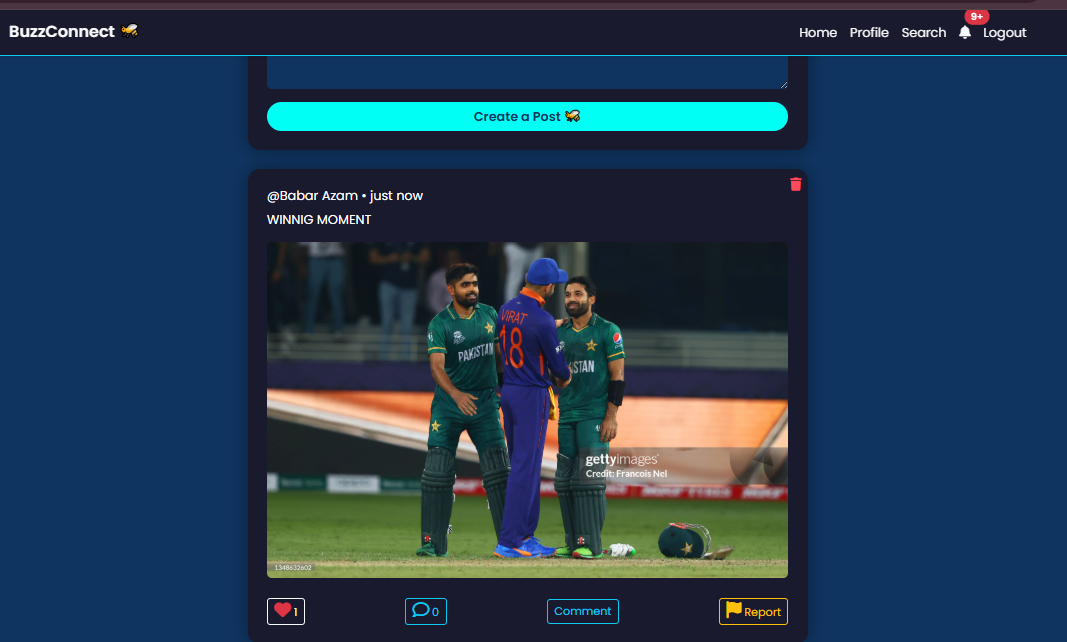 BuzzConnect
Home Profile Search 9+ Logout
Create a Post
@Babar Azam • just now
WINNIG MOMENT
VIRAT
18
PAKISTAN
STAN
gettyimages
Credit: Francois Nel
1348632602
1
0
Comment
Report